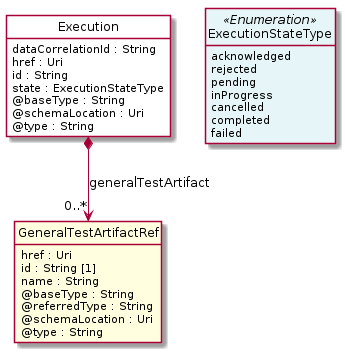 Execution
dataCorrelationId : String
href : Uri
id : String
state : ExecutionStateType
@baseType : String
@schemaLocation : Uri
@type : String
«Enumeration»
ExecutionStateType
acknowledged
rejected
pending
inProgress
cancelled
completed
failed
generalTestArtifact
0..*
GeneralTestArtifactRef
href : Uri
id : String [1]
name : String
@baseType : String
@referredType : String
@schemaLocation : Uri
@type : String